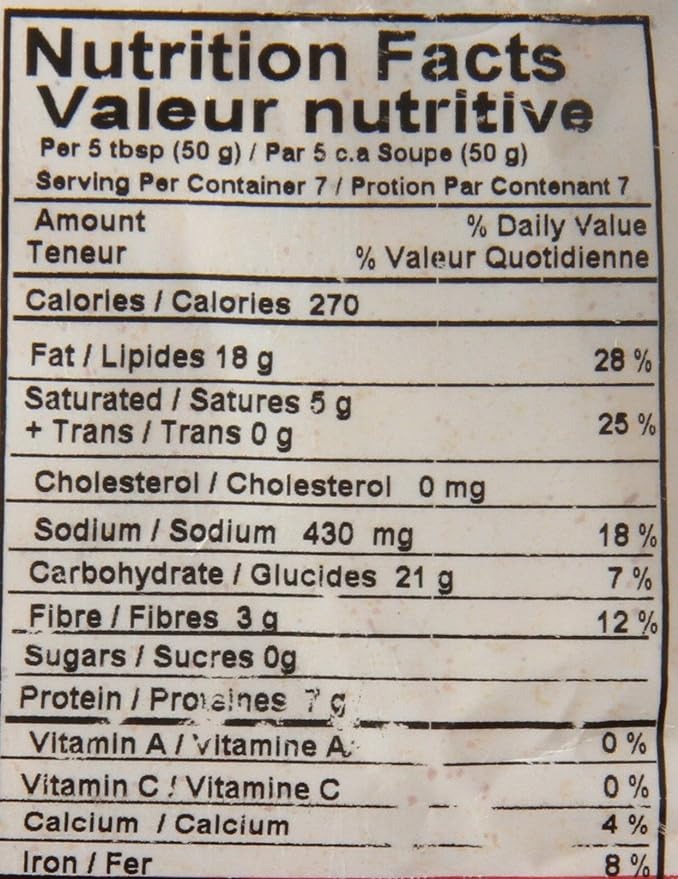 Nutrition Facts
Valeur nutritive
Per 5 tbsp (50 g) / Par 5 c.a Soupe (50 g)
Serving Per Container 7 / Protion Par Contenant 7
Amount % Daily Value
Teneur % Valeur Quotidienne
Calories / Calories 270
Fat / Lipides 18 g 28 %
Saturated / Satures 5 g
+ Trans / Trans 0 g 25 %
Cholesterol / Cholesterol 0 mg
Sodium / Sodium 430 mg 18 %
Carbohydrate / Glucides 21 g 7 %
Fibre / Fibres 3 g 12 %
Sugars / Sucres 0g
Protein / Proteines 7 g
Vitamin A / Vitamine A 0 %
Vitamin C / Vitamine C 0 %
Calcium / Calcium 4 %
Iron / Fer 8 %